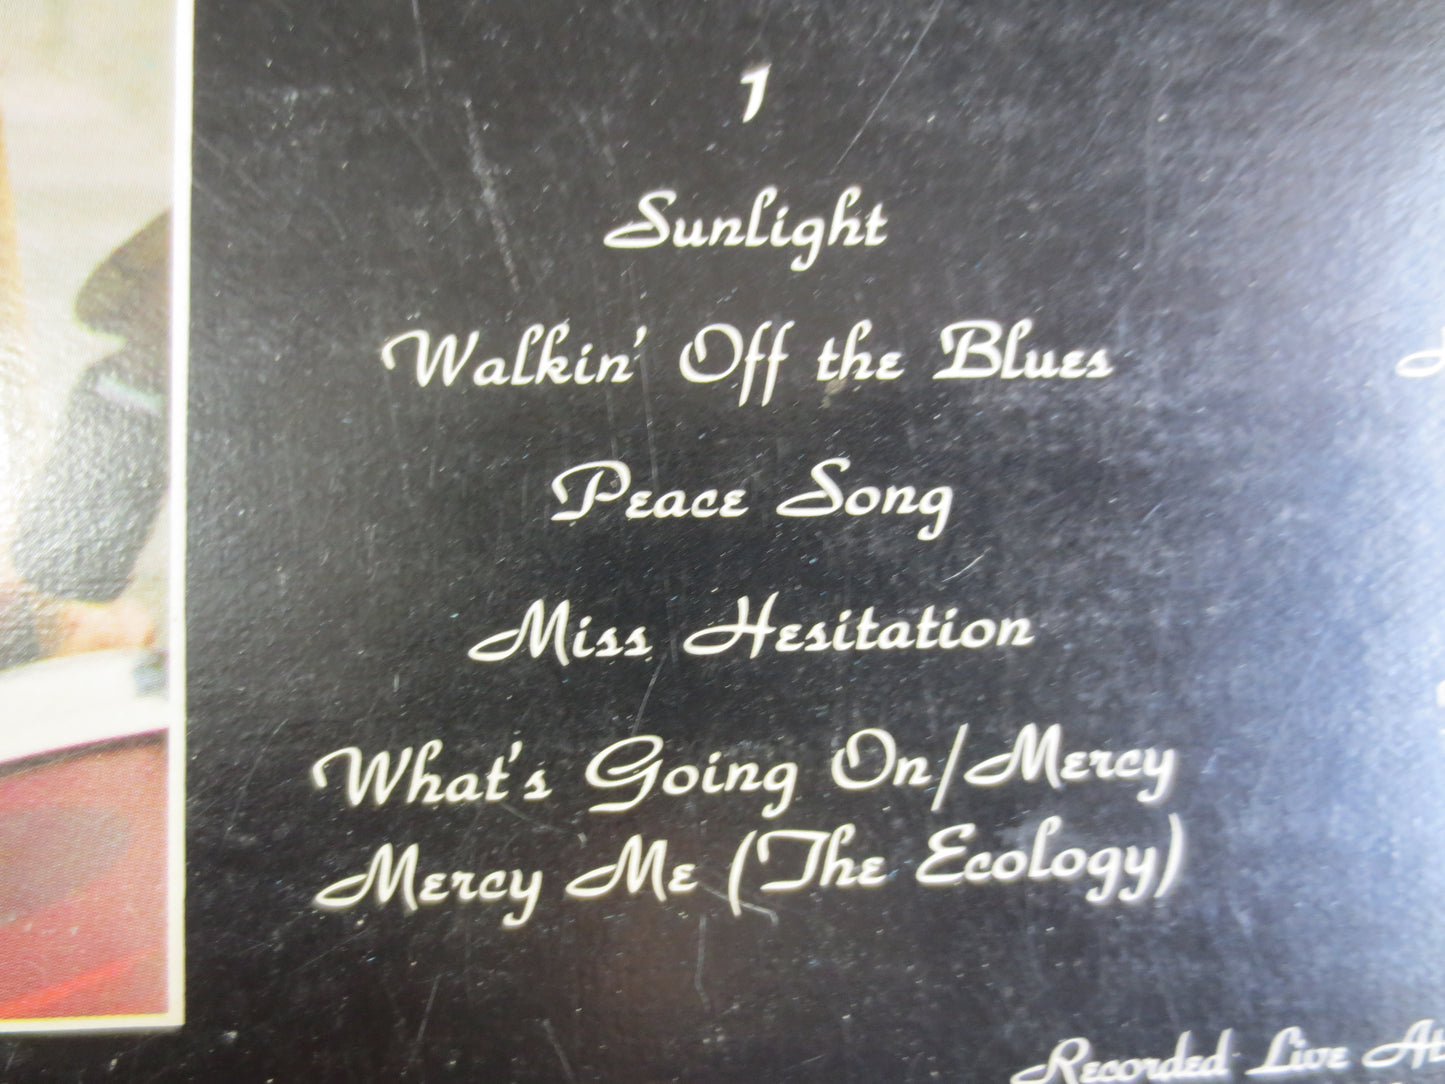 1
Sunlight
Walkin' Off the Blues
Peace Song
Miss Hesitation
What's Going On/Mercy
Mercy Me (The Ecology)
Recorded Live At